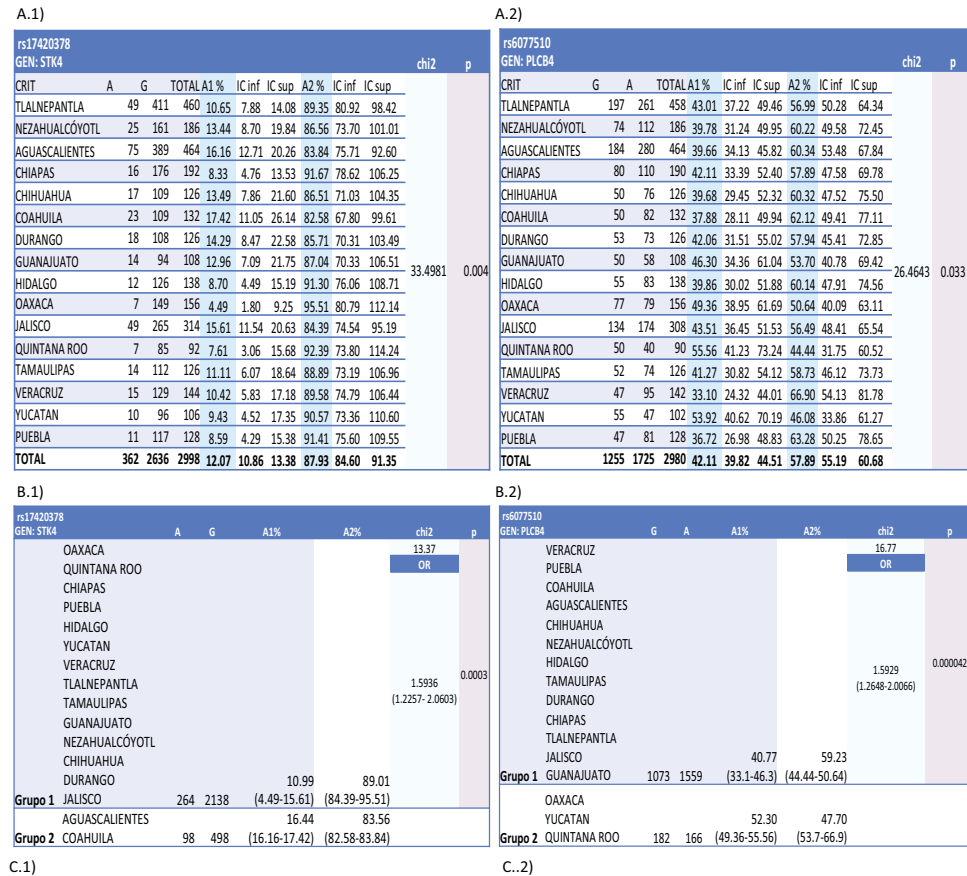 A.1)
rs17420378
GEN: STK4 chi2 p
CRIT A G TOTAL A1 % IC inf IC sup A2 % IC inf IC sup
TLALNEPANTLA 49 411 460 10.65 7.88 14.08 89.35 80.92 98.42
NEZAHUALCÓYOTL 25 161 186 13.44 8.70 19.84 86.56 73.70 101.01
AGUASCALIENTES 75 389 464 16.16 12.71 20.26 83.84 75.71 92.60
CHIAPAS 16 176 192 8.33 4.76 13.53 91.67 78.62 106.25
CHIHUAHUA 17 109 126 13.49 7.86 21.60 86.51 71.03 104.35
COAHUILA 23 109 132 17.42 11.05 26.14 82.58 67.80 99.61
DURANGO 18 108 126 14.29 8.47 22.58 85.71 70.31 103.49
GUANAJUATO 14 94 108 12.96 7.09 21.75 87.04 70.33 106.51
33.4981 0.004
HIDALGO 12 126 138 8.70 4.49 15.19 91.30 76.06 108.71
OAXACA 7 149 156 4.49 1.80 9.25 95.51 80.79 112.14
JALISCO 49 265 314 15.61 11.54 20.63 84.39 74.54 95.19
QUINTANA ROO 7 85 92 7.61 3.06 15.68 92.39 73.80 114.24
TAMAULIPAS 14 112 126 11.11 6.07 18.64 88.89 73.19 106.96
VERACRUZ 15 129 144 10.42 5.83 17.18 89.58 74.79 106.44
YUCATAN 10 96 106 9.43 4.52 17.35 90.57 73.36 110.60
PUEBLA 11 117 128 8.59 4.29 15.38 91.41 75.60 109.55
TOTAL 362 2636 2998 12.07 10.86 13.38 87.93 84.60 91.35
A.2)
rs6077510
GEN: PLCB4 chi2 p
CRIT G A TOTAL A1 % IC inf IC sup A2 % IC inf IC sup
TLALNEPANTLA 197 261 458 43.01 37.22 49.46 56.99 50.28 64.34
NEZAHUALCÓYOTL 74 112 186 39.78 31.24 49.95 60.22 49.58 72.45
AGUASCALIENTES 184 280 464 39.66 34.13 45.82 60.34 53.48 67.84
CHIAPAS 80 110 190 42.11 33.39 52.40 57.89 47.58 69.78
CHIHUAHUA 50 76 126 39.68 29.45 52.32 60.32 47.52 75.50
COAHUILA 50 82 132 37.88 28.11 49.94 62.12 49.41 77.11
DURANGO 53 73 126 42.06 31.51 55.02 57.94 45.41 72.85
GUANAJUATO 50 58 108 46.30 34.36 61.04 53.70 40.78 69.42
26.4643 0.033
HIDALGO 55 83 138 39.86 30.02 51.88 60.14 47.91 74.56
OAXACA 77 79 156 49.36 38.95 61.69 50.64 40.09 63.11
JALISCO 134 174 308 43.51 36.45 51.53 56.49 48.41 65.54
QUINTANA ROO 50 40 90 55.56 41.23 73.24 44.44 31.75 60.52
TAMAULIPAS 52 74 126 41.27 30.82 54.12 58.73 46.12 73.73
VERACRUZ 47 95 142 33.10 24.32 44.01 66.90 54.13 81.78
YUCATAN 55 47 102 53.92 40.62 70.19 46.08 33.86 61.27
PUEBLA 47 81 128 36.72 26.98 48.83 63.28 50.25 78.65
TOTAL 1255 1725 2980 42.11 39.82 44.51 57.89 55.19 60.68
B.1)
rs17420378
GEN: STK4 A G A1% A2% chi2 p
OAXACA 13.37
QUINTANA ROO OR
CHIAPAS
PUEBLA
HIDALGO
YUCATAN
VERACRUZ 0.0003
TLALNEPANTLA 1.5936
TAMAULIPAS (1.2257- 2.0603)
GUANAJUATO
NEZAHUALCÓYOTL
CHIHUAHUA
DURANGO 10.99 89.01
Grupo 1 JALISCO 264 2138 (4.49-15.61) (84.39-95.51)
AGUASCALIENTES 16.44 83.56
Grupo 2 COAHUILA 98 498 (16.16-17.42) (82.58-83.84)
B.2)
rs6077510
GEN: PLCB4 G A A1% A2% chi2 p
VERACRUZ 16.77
PUEBLA OR
COAHUILA
AGUASCALIENTES
CHIHUAHUA
NEZAHUALCÓYOTL
HIDALGO 1.5929 0.000042
TAMAULIPAS (1.2648-2.0066)
DURANGO
CHIAPAS
TLALNEPANTLA
JALISCO 40.77 59.23
Grupo 1 GUANAJUATO 1073 1559 (33.1-46.3) (44.44-50.64)
OAXACA
YUCATAN 52.30 47.70
Grupo 2 QUINTANA ROO 182 166 (49.36-55.56) (53.7-66.9)
C.1)
C..2)